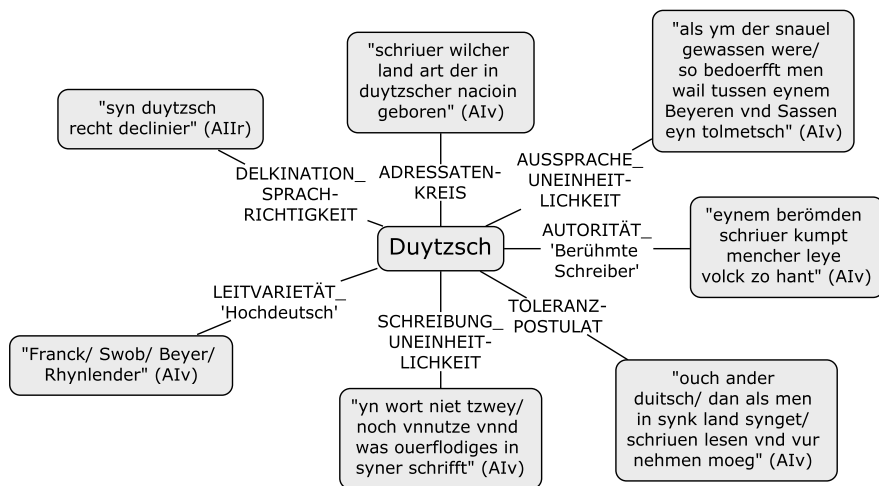 "schriuer wilcher
land art der in
duytzscher nacioin
geboren" (AIv)
"als ym der snauel
gewassen were/
so bedoerfft men
wail tussen eynem
Beyeren vnd Sassen
eyn tolmetsch" (AIv)
"syn duytzsch
recht declinier" (AIIr)
DELKINATION_
SPRACH-
RICHTIGKEIT
ADRESSATEN-
KREIS
AUSSPRACHE_
UNEINHEIT-
LICHKEIT
"eynem berömden
schriuer kumpt
mencher leye
volck zo hant" (AIv)
AUTORITÄT_
'Berühmte
Schreiber'
Duytzsch
LEITVARIETÄT_
'Hochdeutsch'
SCHREIBUNG_
UNEINHEIT-
LICHKEIT
TOLERANZ-
POSTULAT
"Franck/ Swob/ Beyer/
Rhynlender" (AIv)
"yn wort niet tzwey/
noch vnnutze vnnd
was ouerflodiges in
syner schrifft" (AIv)
"ouch ander
duitsch/ dan als men
in synk land synget/
schriuen lesen vnd vur
nehmen moeg" (AIv)